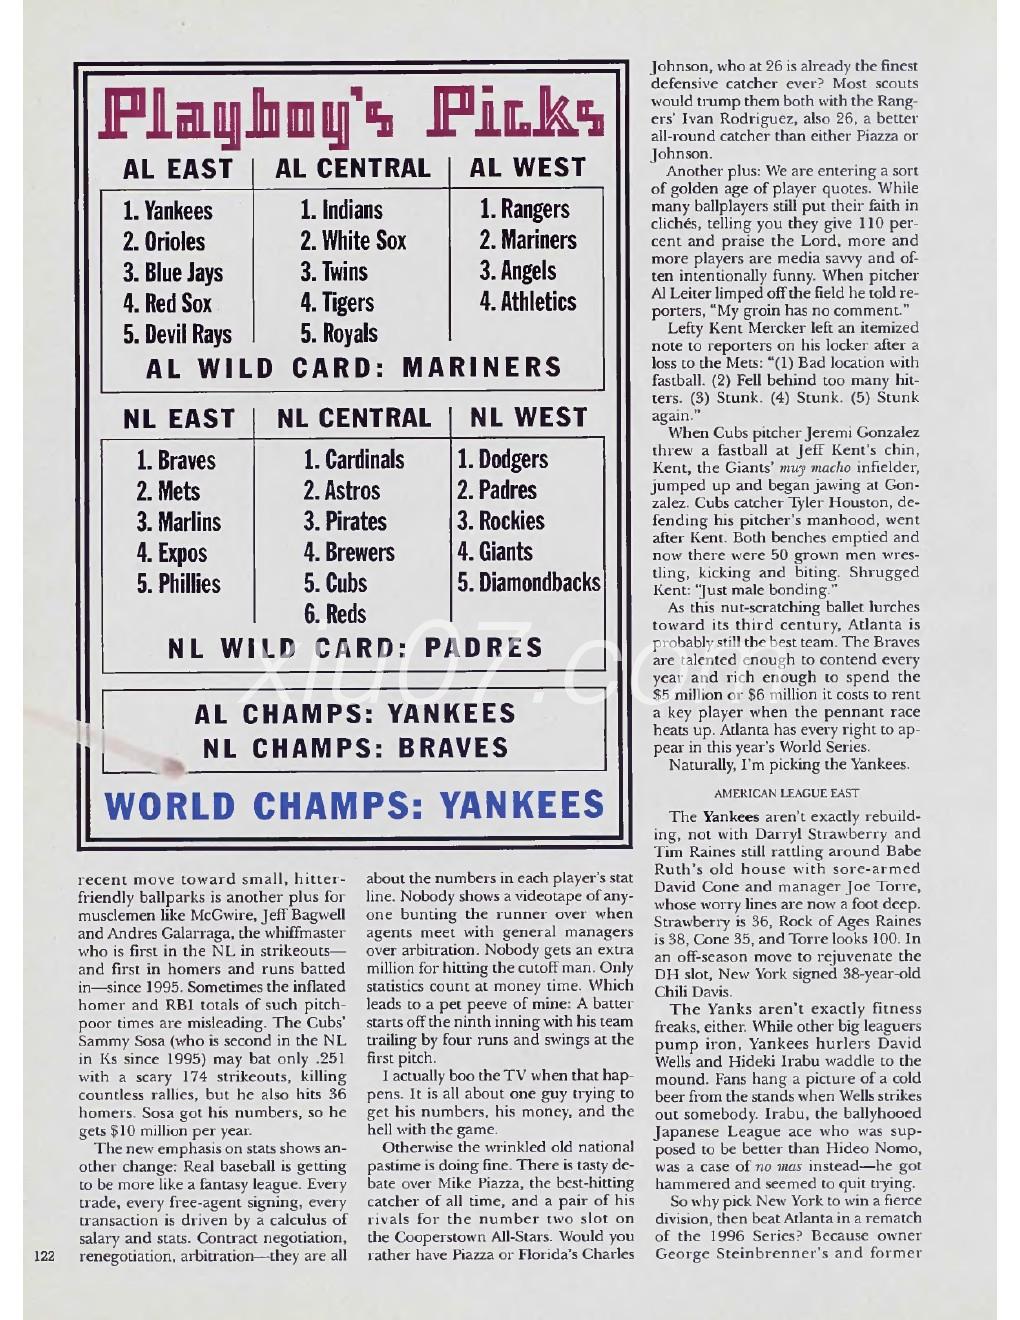 Playboy's Picks
AL EAST
1. Yankees
2. Orioles
3. Blue Jays
4. Red Sox
5. Devil Rays
AL CENTRAL
1. Indians
2. White Sox
3. Twins
4. Tigers
5. Royals
AL WEST
1. Rangers
2. Mariners
3. Angels
4. Athletics
AL WILD CARD: MARINERS
NL EAST
1. Braves
2. Mets
3. Marlins
4. Expos
5. Phillies
NL CENTRAL
1. Cardinals
2. Astros
3. Pirates
4. Brewers
5. Cubs
6. Reds
NL WEST
1. Dodgers
2. Padres
3. Rockies
4. Giants
5. Diamondbacks
NL WILD CARD: PADRES
AL CHAMPS: YANKEES
NL CHAMPS: BRAVES
WORLD CHAMPS: YANKEES
xiu07.com
recent move toward small, hitter-
friendly ballparks is another plus for
musclemen like McGwire, Jeff Bagwell
and Andres Galarraga, the whiffmaster
who is first in the NL in strikeouts—
and first in homers and runs batted
in—since 1995. Sometimes the inflated
homer and RBI totals of such pitch-
poor times are misleading. The Cubs'
Sammy Sosa (who is second in the NL
in Ks since 1995) may bat only .251
with a scary 174 strikeouts, killing
countless rallies, but he also hits 36
homers. Sosa got his numbers, so he
gets $10 million per year.
The new emphasis on stats shows an-
other change: Real baseball is getting
to be more like a fantasy league. Every
trade, every free-agent signing, every
transaction is driven by a calculus of
salary and stats. Contract negotiation,
renegotiation, arbitration—they are all
about the numbers in each player's stat
line. Nobody shows a videotape of any-
one bunting the runner over when
agents meet with general managers
over arbitration. Nobody gets an extra
million for hitting the cutoff man. Only
statistics count at money time. Which
leads to a pet peeve of mine: A batter
starts off the ninth inning with his team
trailing by four runs and swings at the
first pitch.
I actually boo the TV when that hap-
pens. It is all about one guy trying to
get his numbers, his money, and the
hell with the game.
Otherwise the wrinkled old national
pastime is doing fine. There is tasty de-
bate over Mike Piazza, the best-hitting
catcher of all time, and a pair of his
rivals for the number two slot on
the Cooperstown All-Stars. Would you
rather have Piazza or Florida's Charles
Johnson, who at 26 is already the finest
defensive catcher ever? Most scouts
would trump them both with the Rang-
ers' Ivan Rodriguez, also 26, a better
all-round catcher than either Piazza or
Johnson.
Another plus: We are entering a sort
of golden age of player quotes. While
many ballplayers still put their faith in
clichés, telling you they give 110 per-
cent and praise the Lord, more and
more players are media savvy and of-
ten intentionally funny. When pitcher
Al Leiter limped off the field he told re-
porters, "My groin has no comment."
Lefty Kent Mercker left an itemized
note to reporters on his locker after a
loss to the Mets: "(1) Bad location with
fastball. (2) Fell behind too many hit-
ters. (3) Stunk. (4) Stunk. (5) Stunk
again."
When Cubs pitcher Jeremi Gonzalez
threw a fastball at Jeff Kent's chin,
Kent, the Giants' muy macho infielder,
jumped up and began jawing at Gon-
zalez. Cubs catcher Tyler Houston, de-
fending his pitcher's manhood, went
after Kent. Both benches emptied and
now there were 50 grown men wres-
tling, kicking and biting. Shrugged
Kent: "Just male bonding."
As this nut-scratching ballet lurches
toward its third century, Atlanta is
probably still the best team. The Braves
are talented enough to contend every
year and rich enough to spend the
$5 million or $6 million it costs to rent
a key player when the pennant race
heats up. Atlanta has every right to ap-
pear in this year's World Series.
Naturally, I'm picking the Yankees.
AMERICAN LEAGUE EAST
The Yankees aren't exactly rebuild-
ing, not with Darryl Strawberry and
Tim Raines still rattling around Babe
Ruth's old house with sore-armed
David Cone and manager Joe Torre,
whose worry lines are now a foot deep.
Strawberry is 36, Rock of Ages Raines
is 38, Cone 35, and Torre looks 100. In
an off-season move to rejuvenate the
DH slot, New York signed 38-year-old
Chili Davis.
The Yanks aren't exactly fitness
freaks, either. While other big leaguers
pump iron, Yankees hurlers David
Wells and Hideki Irabu waddle to the
mound. Fans hang a picture of a cold
beer from the stands when Wells strikes
out somebody. Irabu, the ballyhooed
Japanese League ace who was sup-
posed to be better than Hideo Nomo,
was a case of no mas instead—he got
hammered and seemed to quit trying.
So why pick New York to win a fierce
division, then beat Atlanta in a rematch
of the 1996 Series? Because owner
George Steinbrenner's and former
122